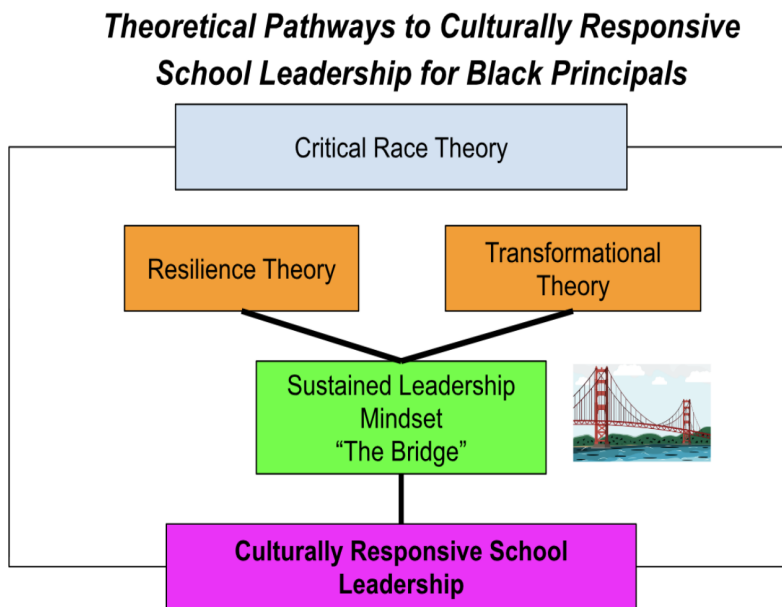 Theoretical Pathways to Culturally Responsive
School Leadership for Black Principals
Critical Race Theory
Resilience Theory
Transformational
Theory
Sustained Leadership
Mindset
“The Bridge”
Culturally Responsive School
Leadership